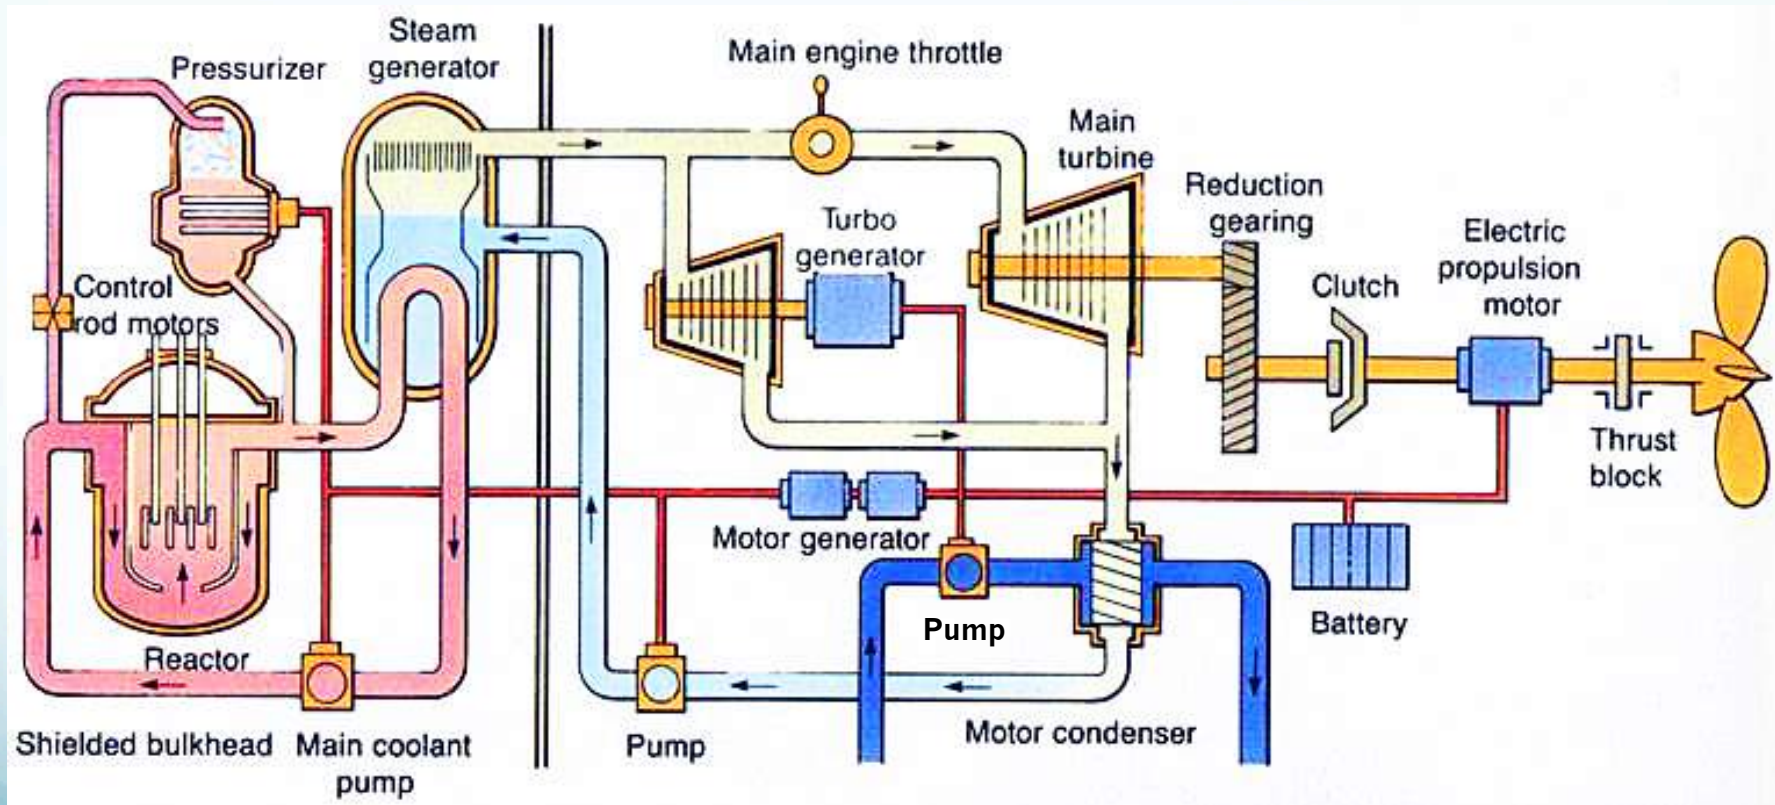 Steam
generator
Pressurizer
Main engine throttle
Main
turbine
Reduction
gearing
Turbo
generator
Electric
propulsion
motor
Clutch
Control
rod motors
Thrust
block
Motor generator
Pump
Battery
Reactor
Shielded bulkhead
Main coolant
pump
Pump
Motor condenser